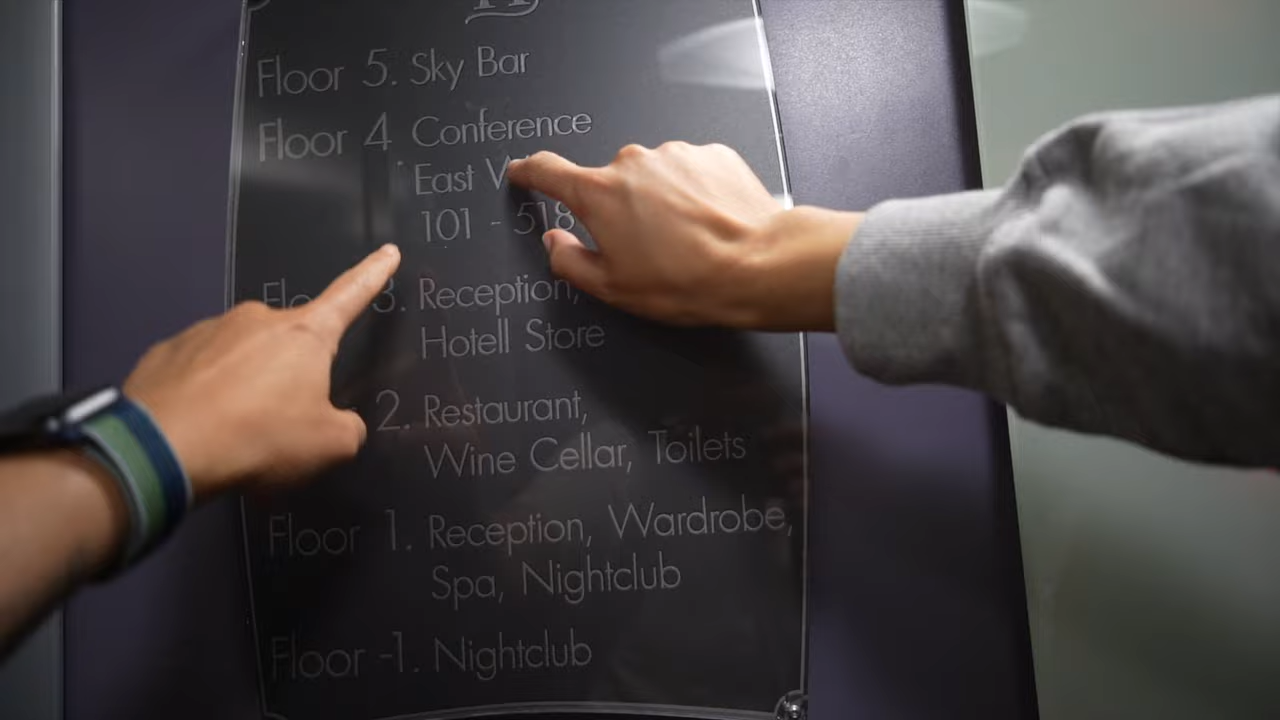 Floor 5. Sky Bar
Floor 4 Conference
East
101 - 518
3. Reception,
Hotell Store
2. Restaurant,
Wine Cellar, Toilets
Floor 1. Reception, Wardrobe,
Spa, Nightclub
Floor -1. Nightclub